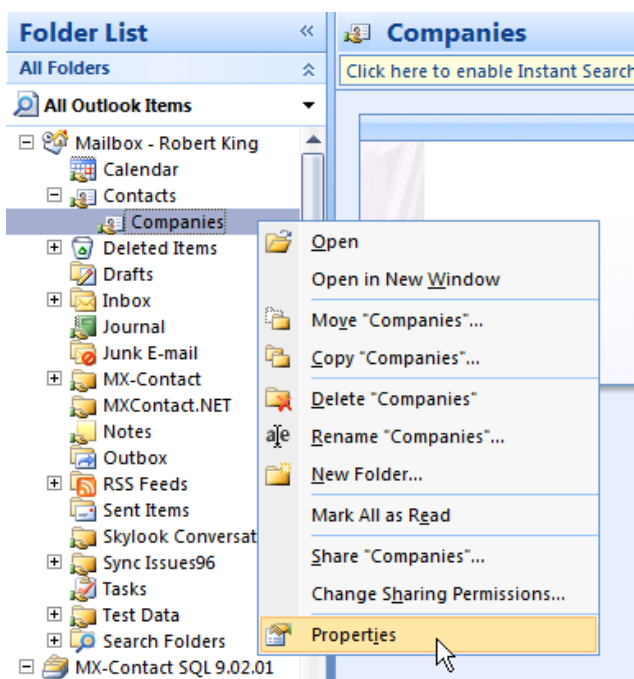 Folder List
All Folders
All Outlook Items
Mailbox - Robert King
Calendar
Contacts
Companies
Deleted Items
Drafts
Inbox
Journal
Junk E-mail
MX-Contact
MXContact.NET
Notes
Outbox
RSS Feeds
Sent Items
Skylook Conversat
Sync Issues96
Tasks
Test Data
Search Folders
MX-Contact SQL 9.02.01
Companies
Click here to enable Instant Search
Open
Open in New Window
Move "Companies"...
Copy "Companies"...
Delete "Companies"
Rename "Companies"...
New Folder...
Mark All as Read
Share "Companies"...
Change Sharing Permissions...
Properties